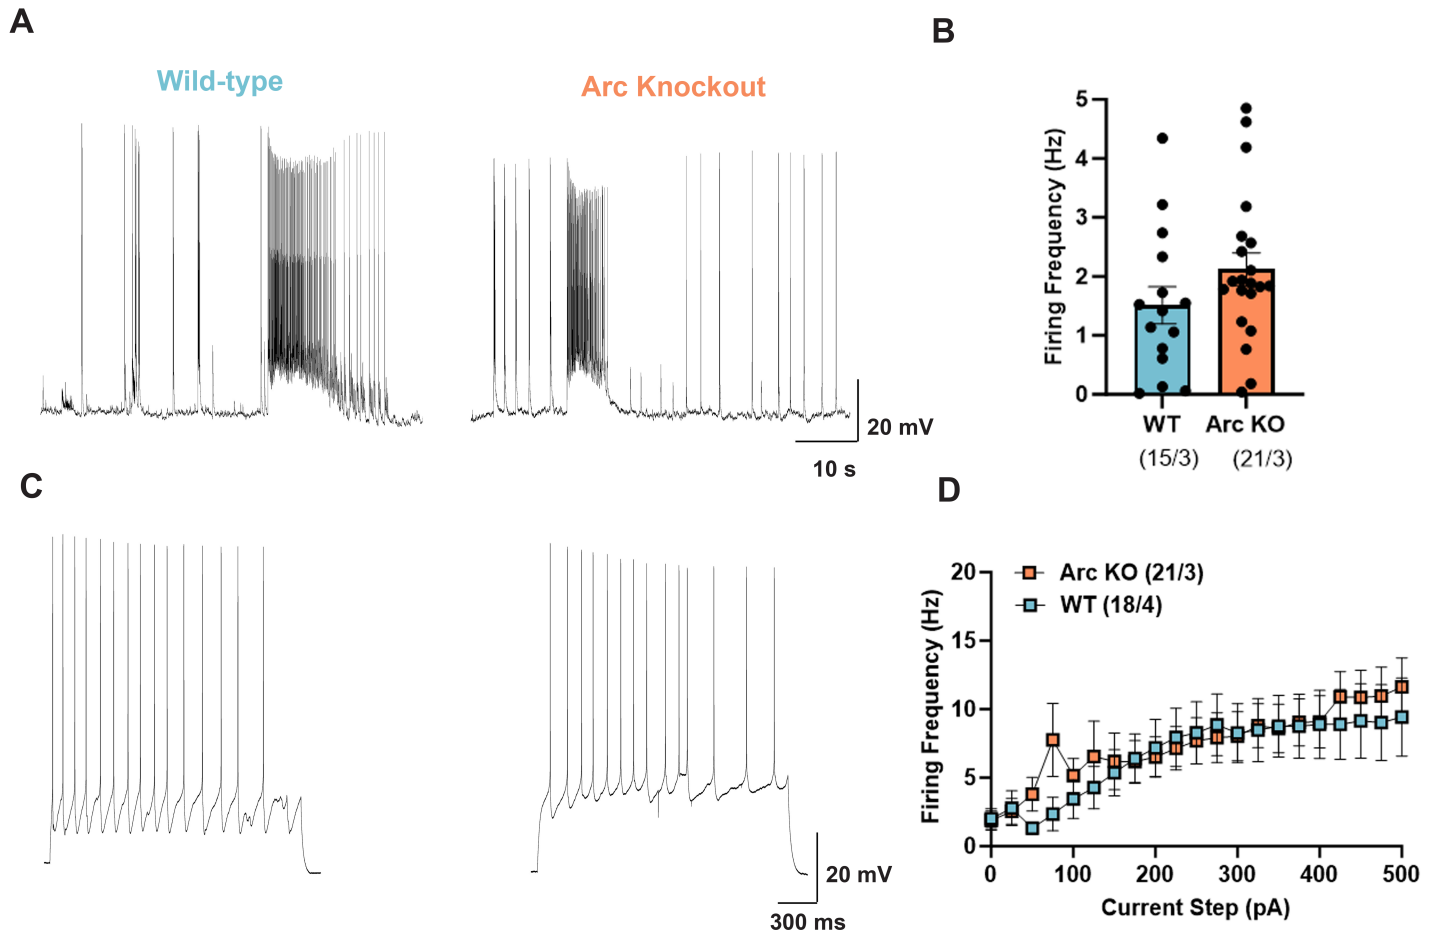 A
Wild-type
Arc Knockout
20 mV
10 s
B
Firing Frequency (Hz)
5
4
3
2
1
0
WT
Arc KO
(15/3)
(21/3)
C
20 mV
300 ms
D
Arc KO (21/3)
WT (18/4)
Firing Frequency (Hz)
20
15
10
5
0
0 100 200 300 400 500
Current Step (pA)